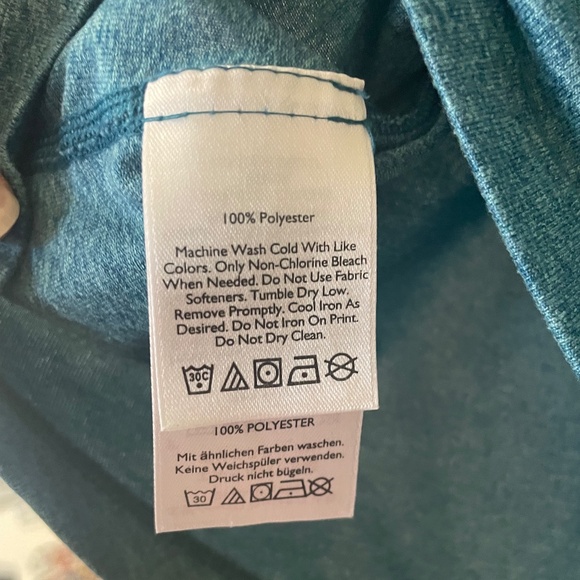 100% Polyester
Machine Wash Cold With Like
Colors. Only Non-Chlorine Bleach
When Needed. Do Not Use Fabric
Softeners. Tumble Dry Low.
Remove Promptly. Cool Iron As
Desired. Do Not Iron On Print.
Do Not Dry Clean.
30C
100% POLYESTER
Mit ähnlichen Farben waschen.
Keine Weichspüler verwenden.
Druck nicht bügeln.
30